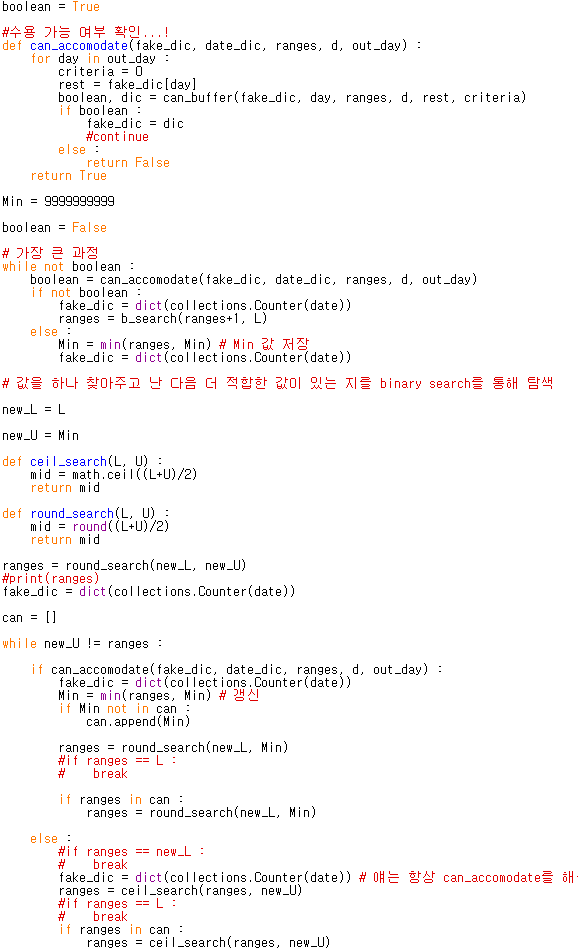 boolean = True
#수용 가능 여부 확인...!
def can_accomodate(fake_dic, date_dic, ranges, d, out_day) :
    for day in out_day :
        criteria = 0
        rest = fake_dic[day]
        boolean, dic = can_buffer(fake_dic, day, ranges, d, rest, criteria)
        if boolean :
            fake_dic = dic
            #continue
        else :
            return False
    return True
Min = 9999999999
boolean = False
# 가장 큰 과정
while not boolean :
    boolean = can_accomodate(fake_dic, date_dic, ranges, d, out_day)
    if not boolean :
        fake_dic = dict(collections.Counter(date))
        ranges = b_search(ranges+1, L)
    else :
        Min = min(ranges, Min) # Min 값 저장
        fake_dic = dict(collections.Counter(date))
# 값을 하나 찾아주고 난 다음 더 적합한 값이 있는 지를 binary search를 통해 탐색
new_L = L
new_U = Min
def ceil_search(L, U) :
    mid = math.ceil((L+U)/2)
    return mid
def round_search(L, U) :
    mid = round((L+U)/2)
    return mid
ranges = round_search(new_L, new_U)
#print(ranges)
fake_dic = dict(collections.Counter(date))
can = []
while new_U != ranges :
    if can_accomodate(fake_dic, date_dic, ranges, d, out_day) :
        fake_dic = dict(collections.Counter(date))
        Min = min(ranges, Min) # 갱신
        if Min not in can :
            can.append(Min)
        ranges = round_search(new_L, Min)
        #if ranges == L :
        #    break
        if ranges in can :
            ranges = round_search(new_L, Min)
    else :
        #if ranges == new_L :
        #    break
        fake_dic = dict(collections.Counter(date)) # 얘는 항상 can_accomodate를 해
        ranges = ceil_search(ranges, new_U)
        #if ranges == L :
        #    break
        if ranges in can :
            ranges = ceil_search(ranges, new_U)